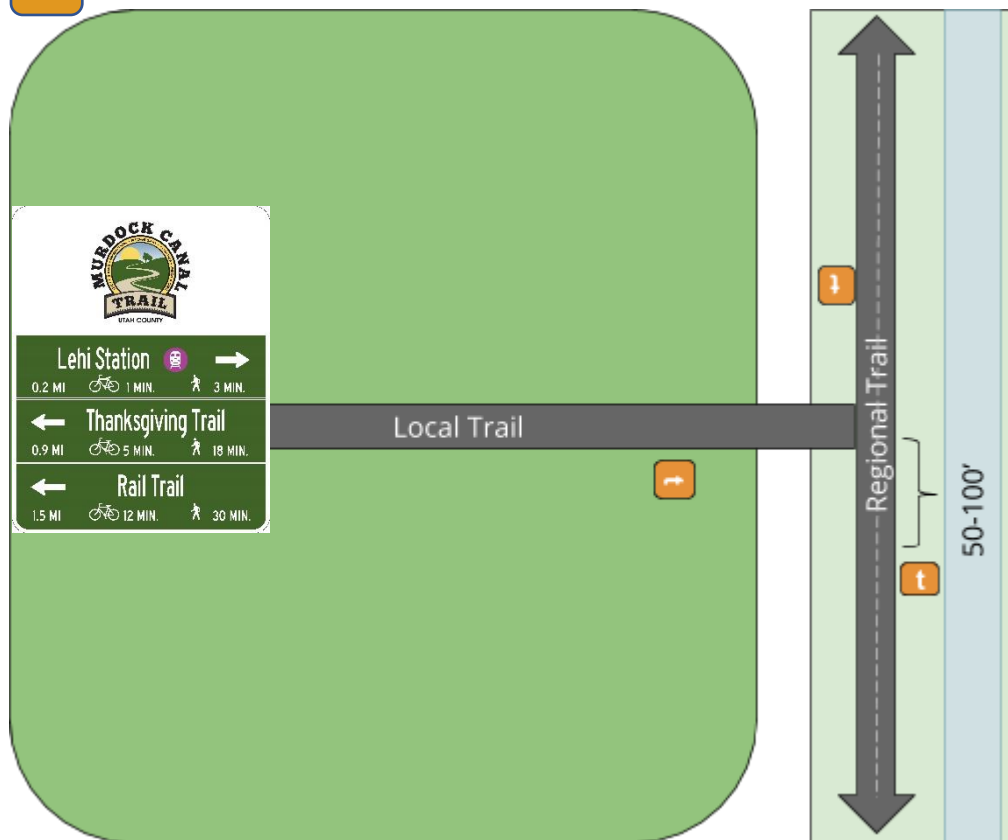 MURDOCK CANAL
TRAIL
UTAH COUNTY
Lehi Station
0.2 MI 1 MIN. 3 MIN.
Thanksgiving Trail
0.9 MI 5 MIN. 18 MIN.
Rail Trail
1.5 MI 12 MIN. 30 MIN.
Local Trail
Regional Trail
50-100'
t
t
t